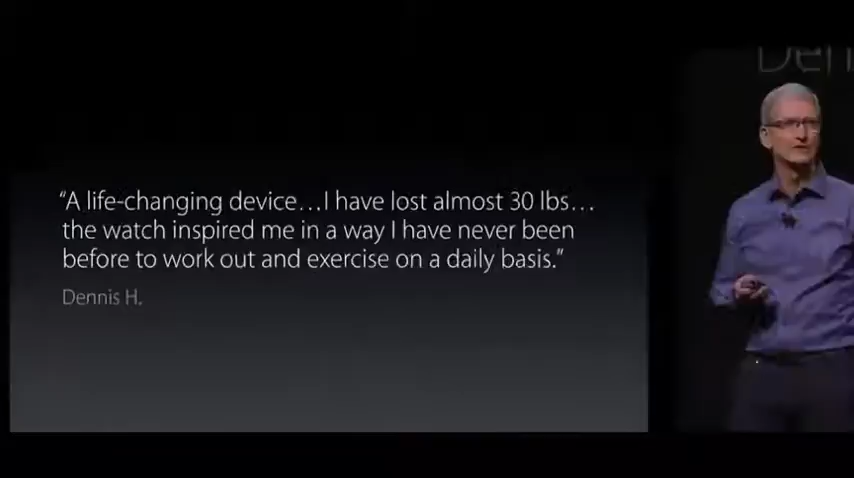 “A life-changing device…I have lost almost 30 lbs…
the watch inspired me in a way I have never been
before to work out and exercise on a daily basis.”
Dennis H.